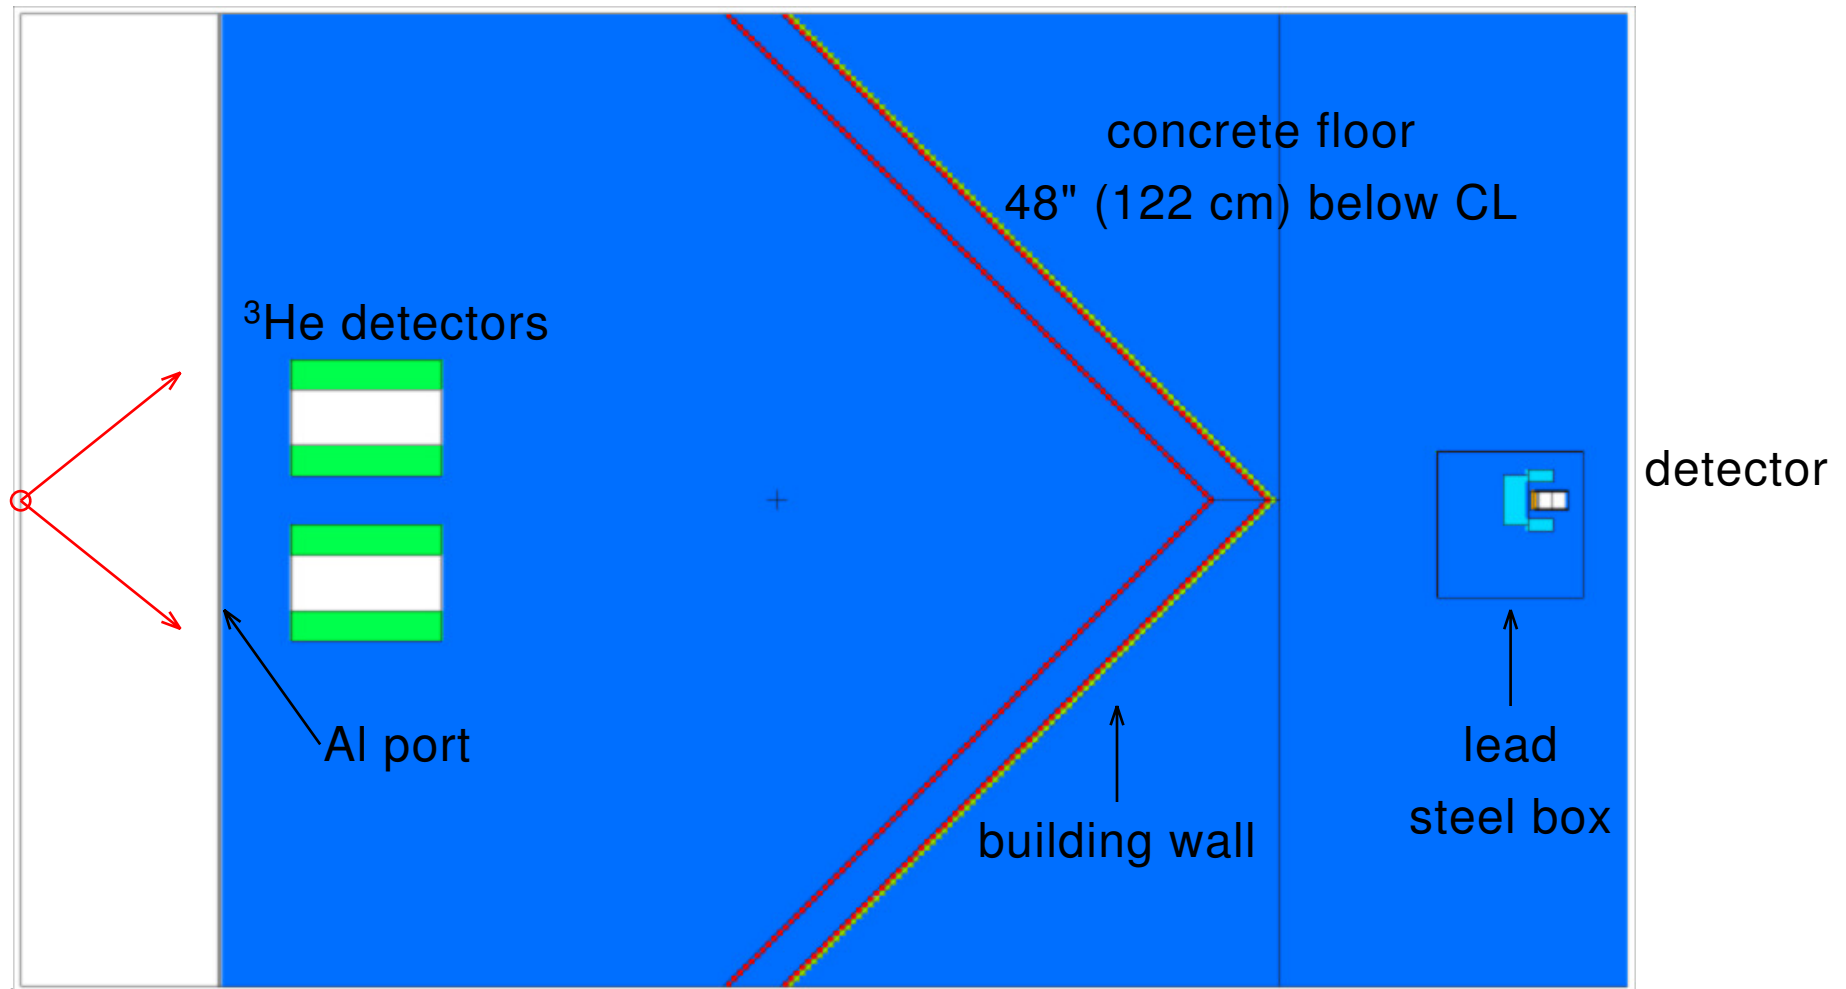 concrete floor
48" (122 cm) below CL
³He detectors
detector
Al port
lead
steel box
building wall